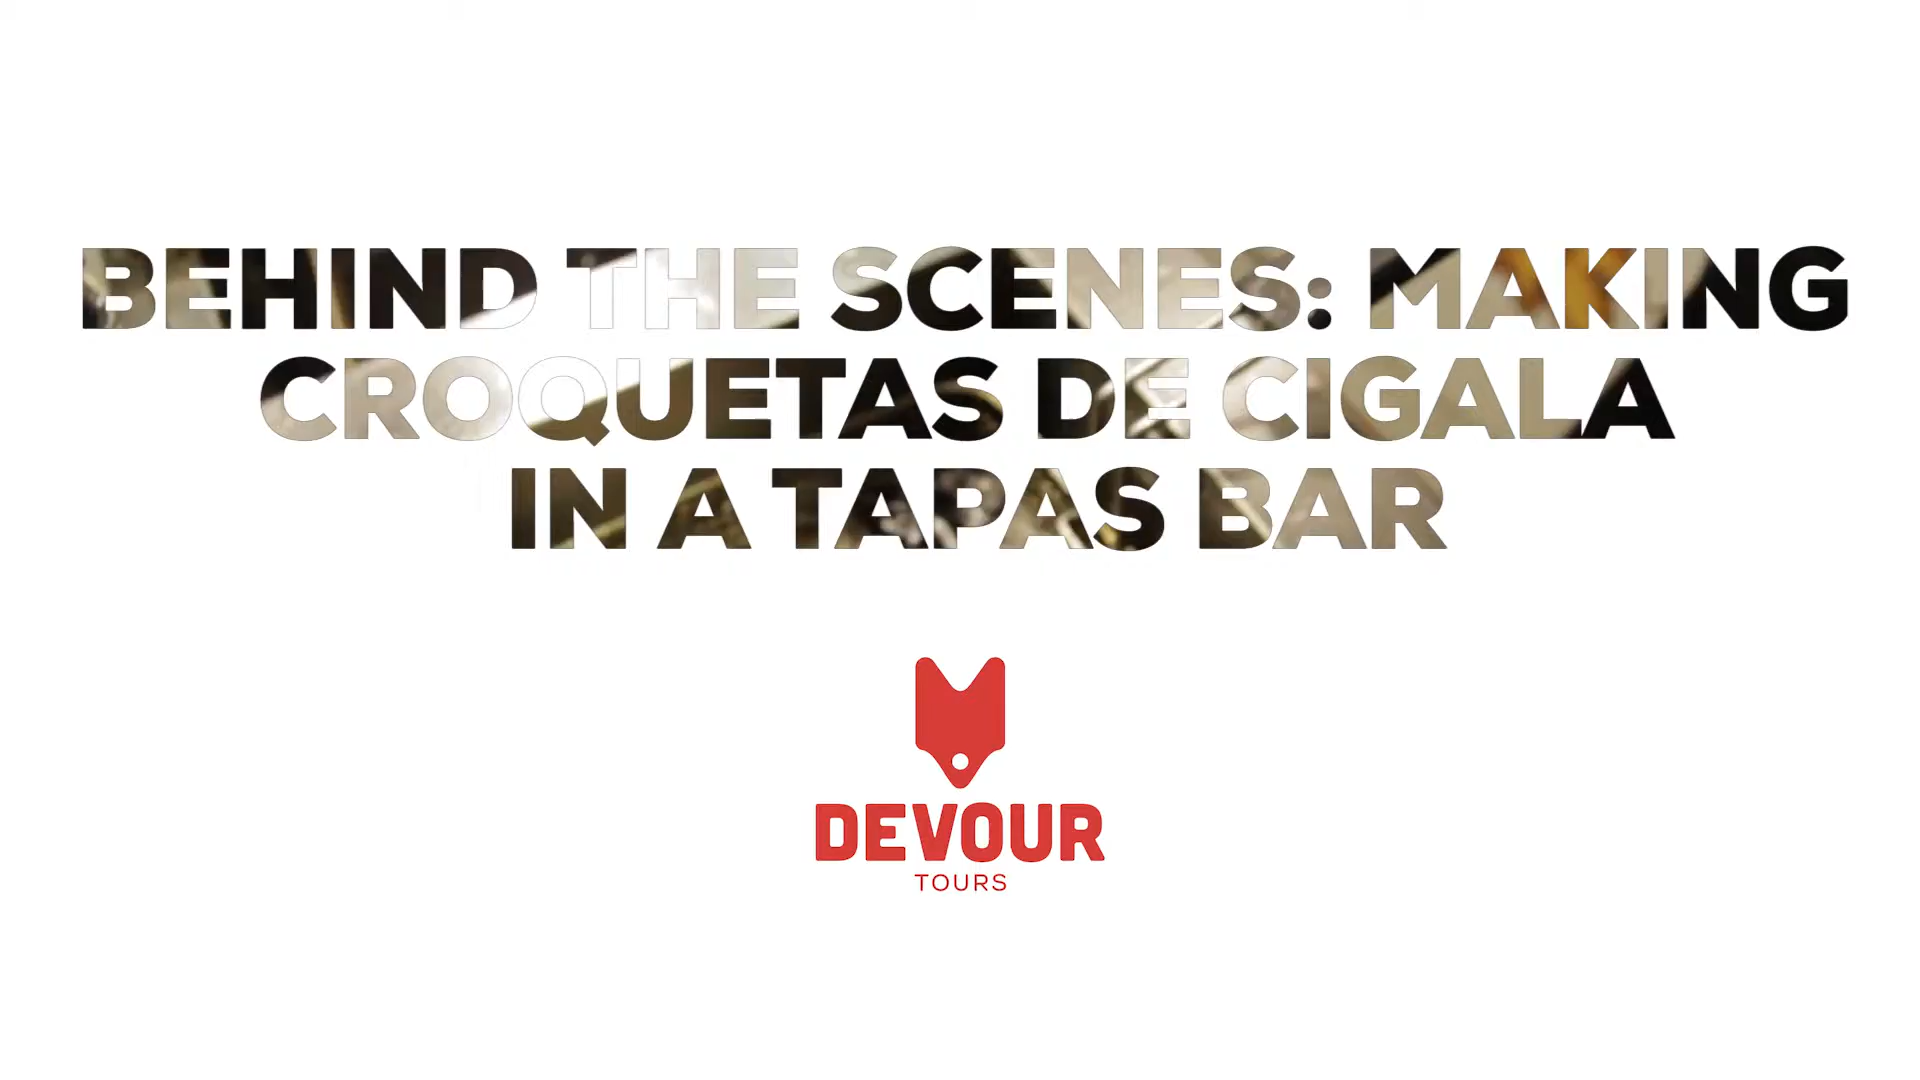 BEHIND THE SCENES: MAKING
CROQUETAS DE CIGALA
IN A TAPAS BAR
DEVOUR
TOURS